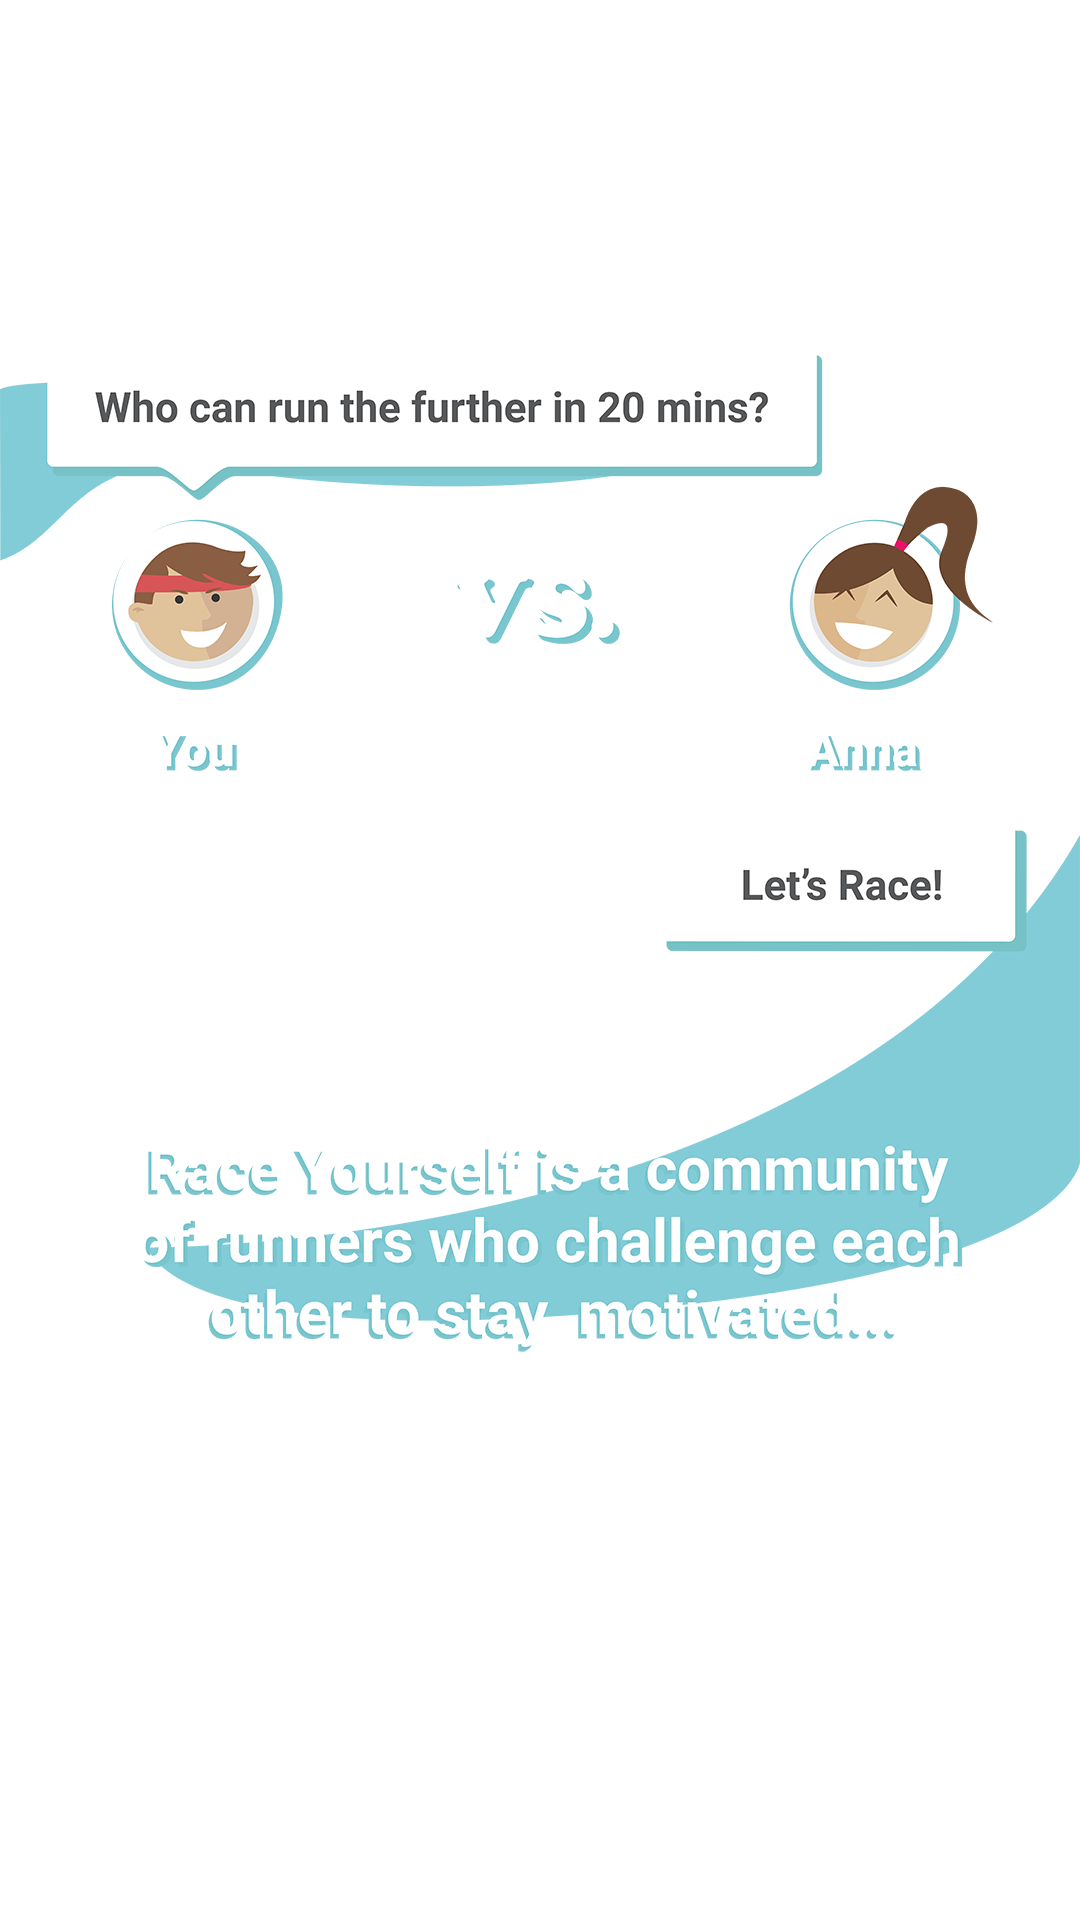 Who can run the further in 20 mins?
vs.
You
Anna
Let’s Race!
Race Yourself is a community
of runners who challenge each
other to stay motivated...